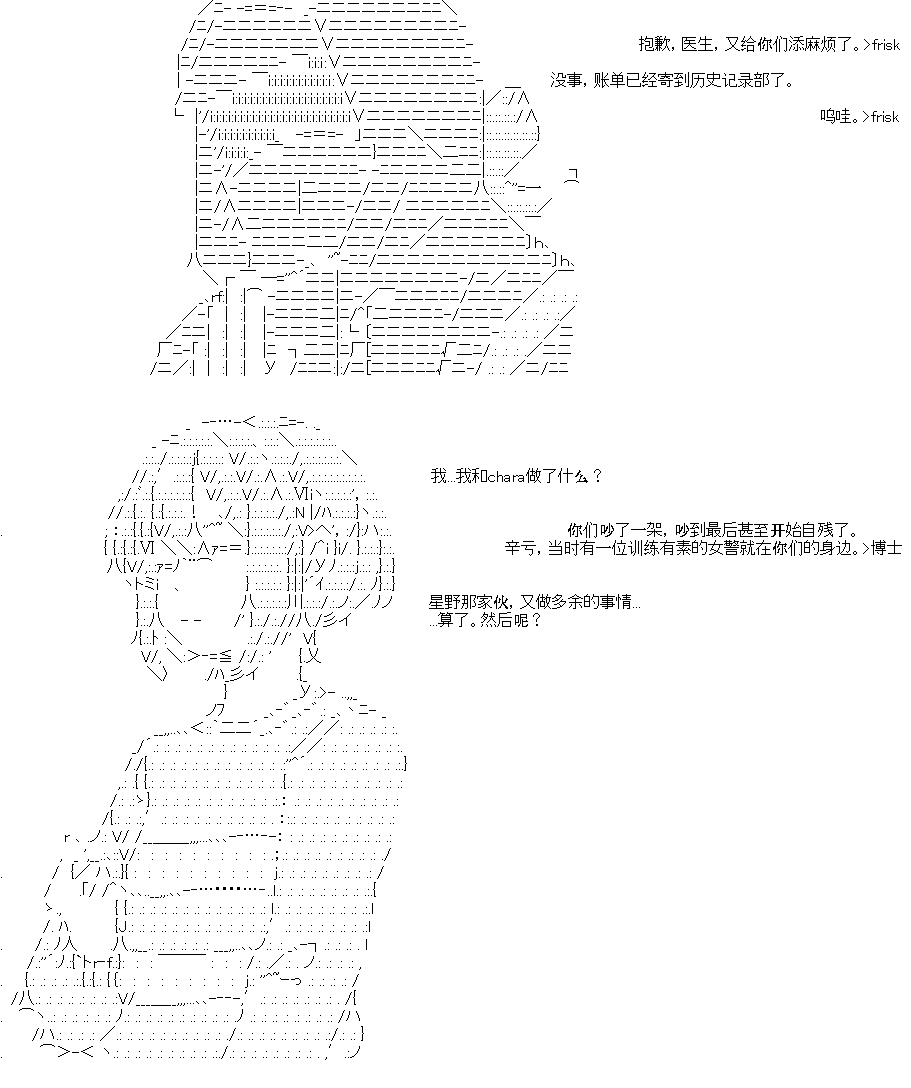 抱歉，医生，又给你们添麻烦了。>frisk
没事，账单已经寄到历史记录部了。
呜哇。>frisk
我...我和chara做了什么？
你们吵了一架，吵到最后甚至开始自残了。
辛亏，当时有一位训练有素的女警就在你们的身边。>博士
星野那家伙，又做多余的事情...
...算了。然后呢？